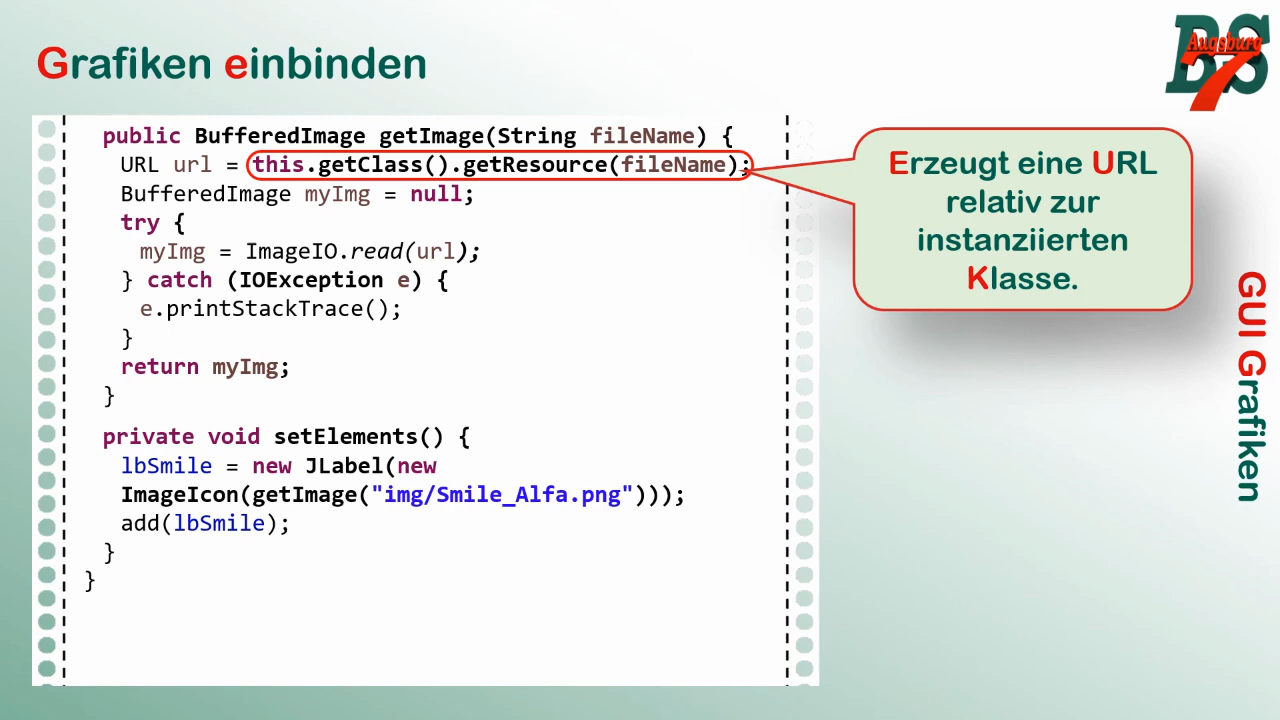 Grafiken einbinden
BS
Augsburg
7
public BufferedImage getImage(String fileName) {
URL url = this.getClass().getResource(fileName);
BufferedImage myImg = null;
try {
myImg = ImageIO.read(url);
} catch (IOException e) {
e.printStackTrace();
}
return myImg;
}
private void setElements() {
lbSmile = new JLabel(new
ImageIcon(getImage("img/Smile_Alfa.png")));
add(lbSmile);
}
}
Erzeugt eine URL
relativ zur
instanziierten
Klasse.
GUI Grafiken